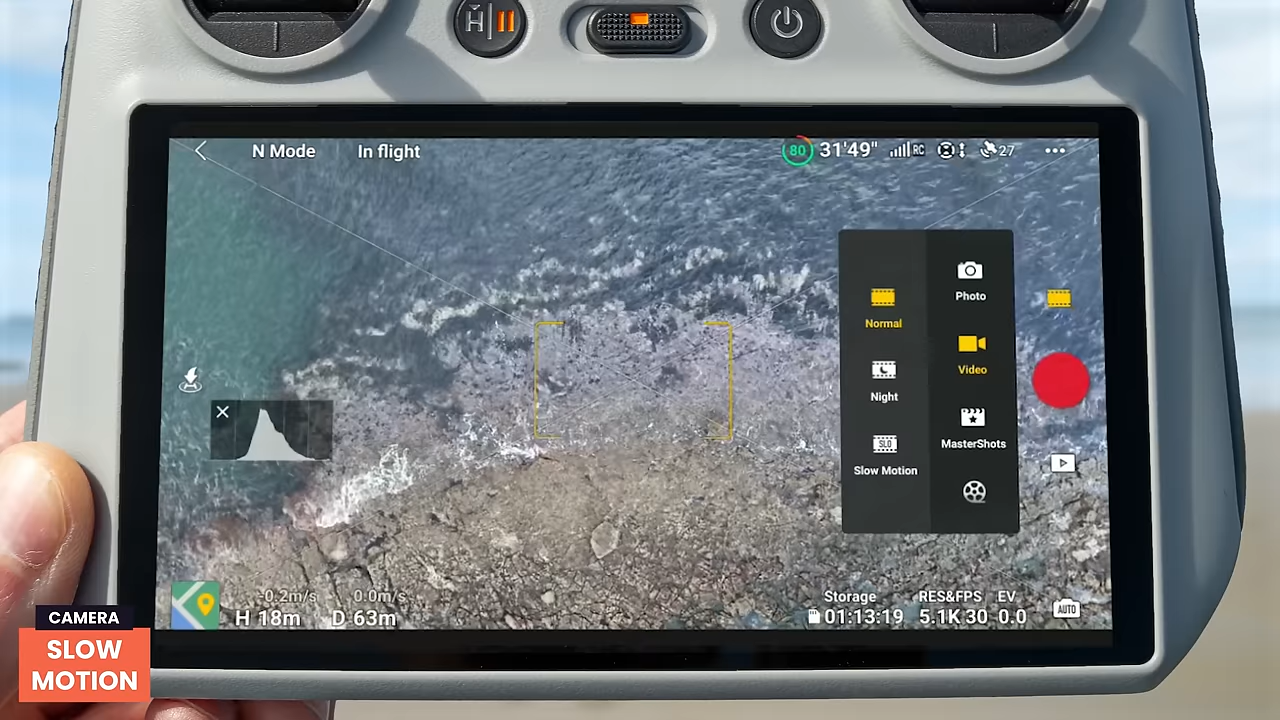 H
N Mode
In flight
80
31'49"
RC
27
Normal
Night
SLO
Slow Motion
Photo
Video
MasterShots
-0.2m/s
0.0m/s
H 18m
D 63m
Storage
RES&FPS
EV
01:13:19
5.1K 30
0.0
AUTO
CAMERA
SLOW
MOTION